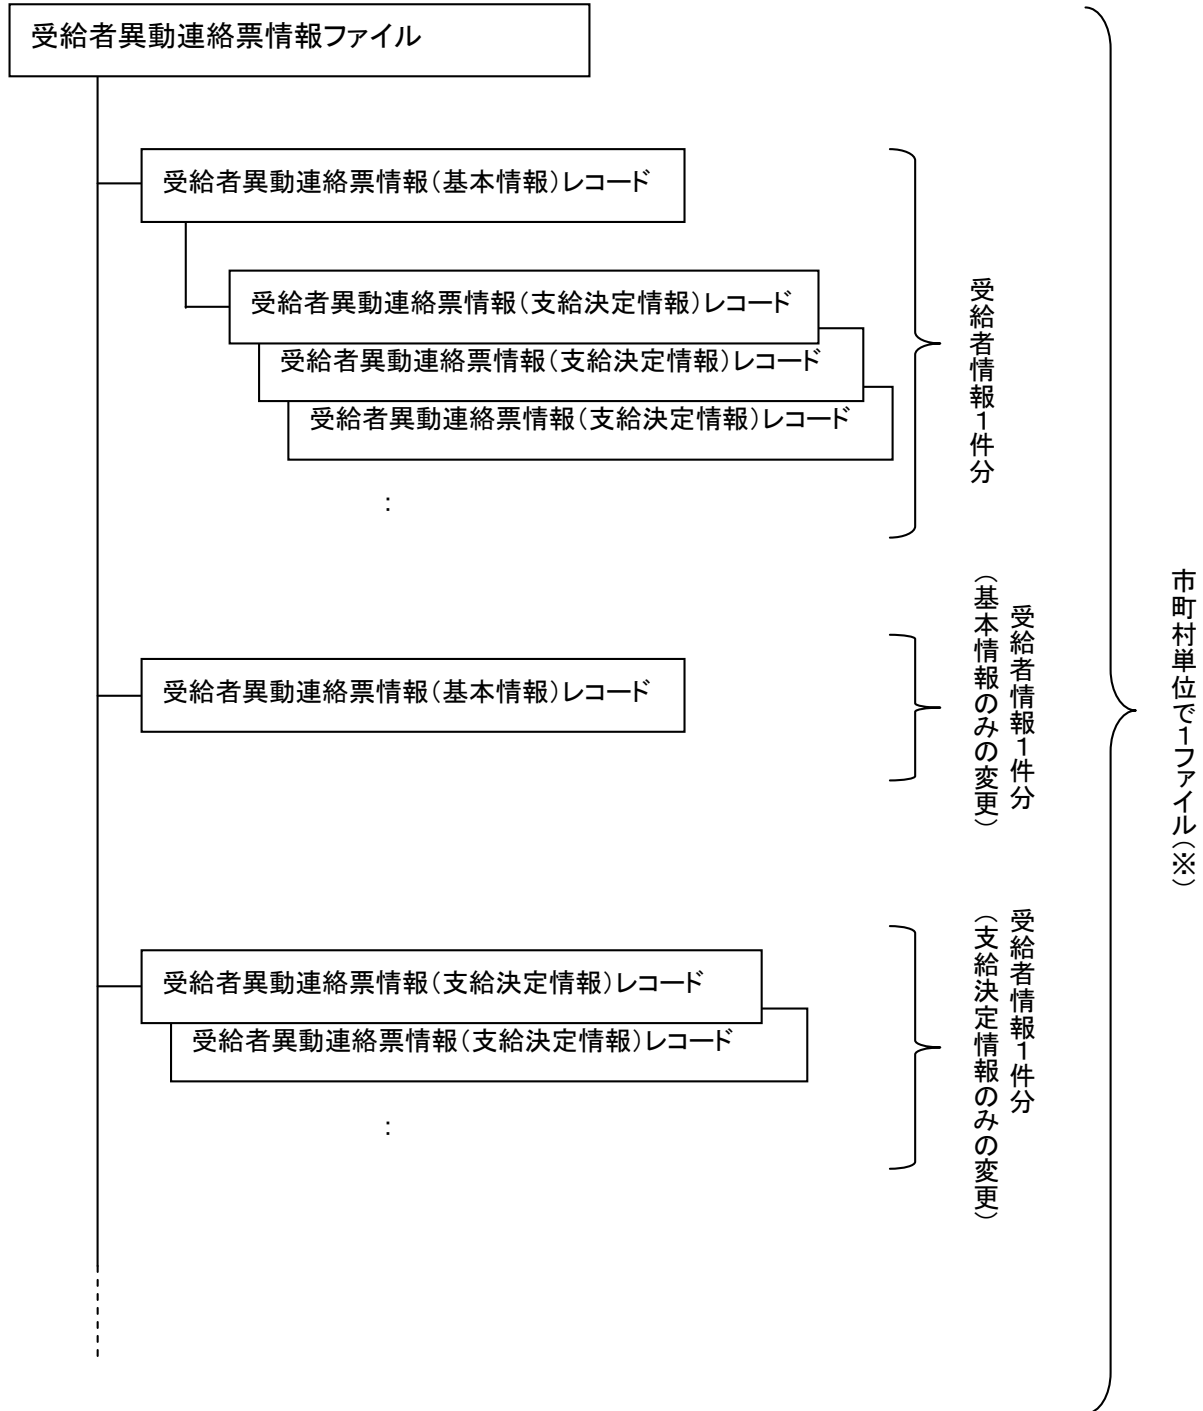 受給者異動連絡票情報ファイル
受給者異動連絡票情報（基本情報）レコード
受給者異動連絡票情報（支給決定情報）レコード
受給者異動連絡票情報（支給決定情報）レコード
受給者異動連絡票情報（支給決定情報）レコード
：
受給者情報１件分
受給者異動連絡票情報（基本情報）レコード
受給者情報１件分
（基本情報のみの変更）
受給者異動連絡票情報（支給決定情報）レコード
受給者異動連絡票情報（支給決定情報）レコード
：
受給者情報１件分
（支給決定情報のみの変更）
市町村単位で１ファイル（※）